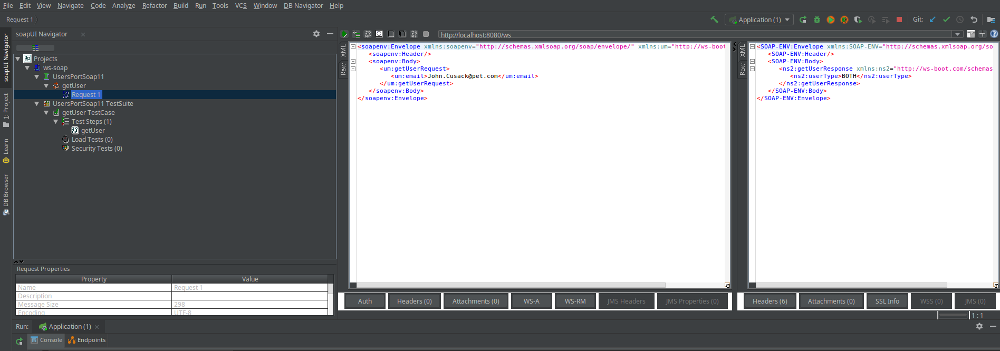 File Edit View Navigate Code Analyze Refactor Build Run Tools VCS Window DB Navigator Help
Request 1
Application (1)
Git:
soapUI Navigator
1: Project
Learn
DB Browser
soapUI Navigator
Projects
ws-soap
UsersPortSoap11
getUser
Request 1
UsersPortSoap11 TestSuite
getUser TestCase
Test Steps (1)
getUser
Load Tests (0)
Security Tests (0)
Request Properties
Property Value
Name Request 1
Description
Message Size 298
Encoding UTF-8
http://localhost:8080/ws
XML
Raw
<soapenv:Envelope xmlns:soapenv="http://schemas.xmlsoap.org/soap/envelope/" xmlns:um="http://ws-boot
<soapenv:Header/>
<soapenv:Body>
<um:getUserRequest>
<um:email>John.Cusack@pet.com</um:email>
</um:getUserRequest>
</soapenv:Body>
</soapenv:Envelope>
Auth Headers (0) Attachments (0) WS-A WS-RM JMS Headers JMS Properties (0)
XML
Raw
<SOAP-ENV:Envelope xmlns:SOAP-ENV="http://schemas.xmlsoap.org/so
<SOAP-ENV:Header/>
<SOAP-ENV:Body>
<ns2:getUserResponse xmlns:ns2="http://ws-boot.com/schemas
<ns2:userType>BOTH</ns2:userType>
</ns2:getUserResponse>
</SOAP-ENV:Body>
</SOAP-ENV:Envelope>
Headers (6) Attachments (0) SSL Info WSS (0) JMS (0)
1 : 1
Run: Application (1)
Console Endpoints